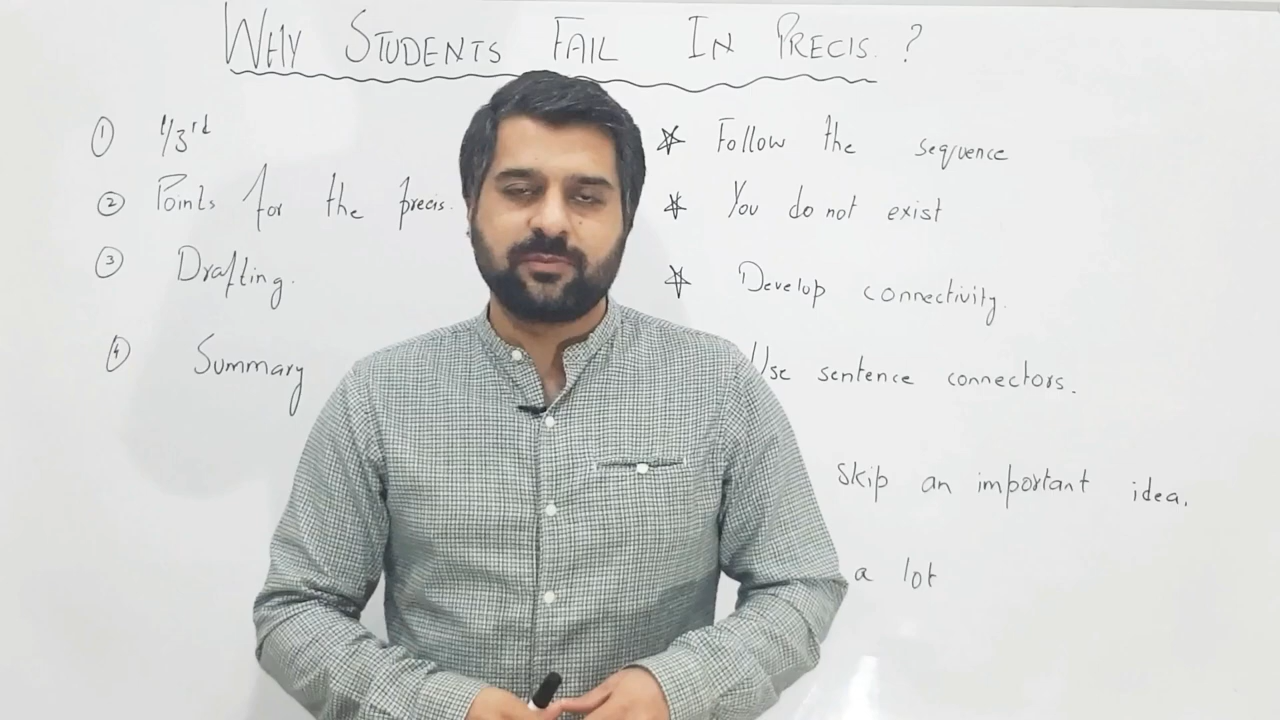 WHY STUDENTS FAIL IN PRECIS. ?
① 1/3rd
② Points for the precis.
③ Drafting.
④ Summary
☆ Follow the sequence
☆ You do not exist
☆ Develop connectivity.
Use sentence connectors.
Skip an important idea.
a lot